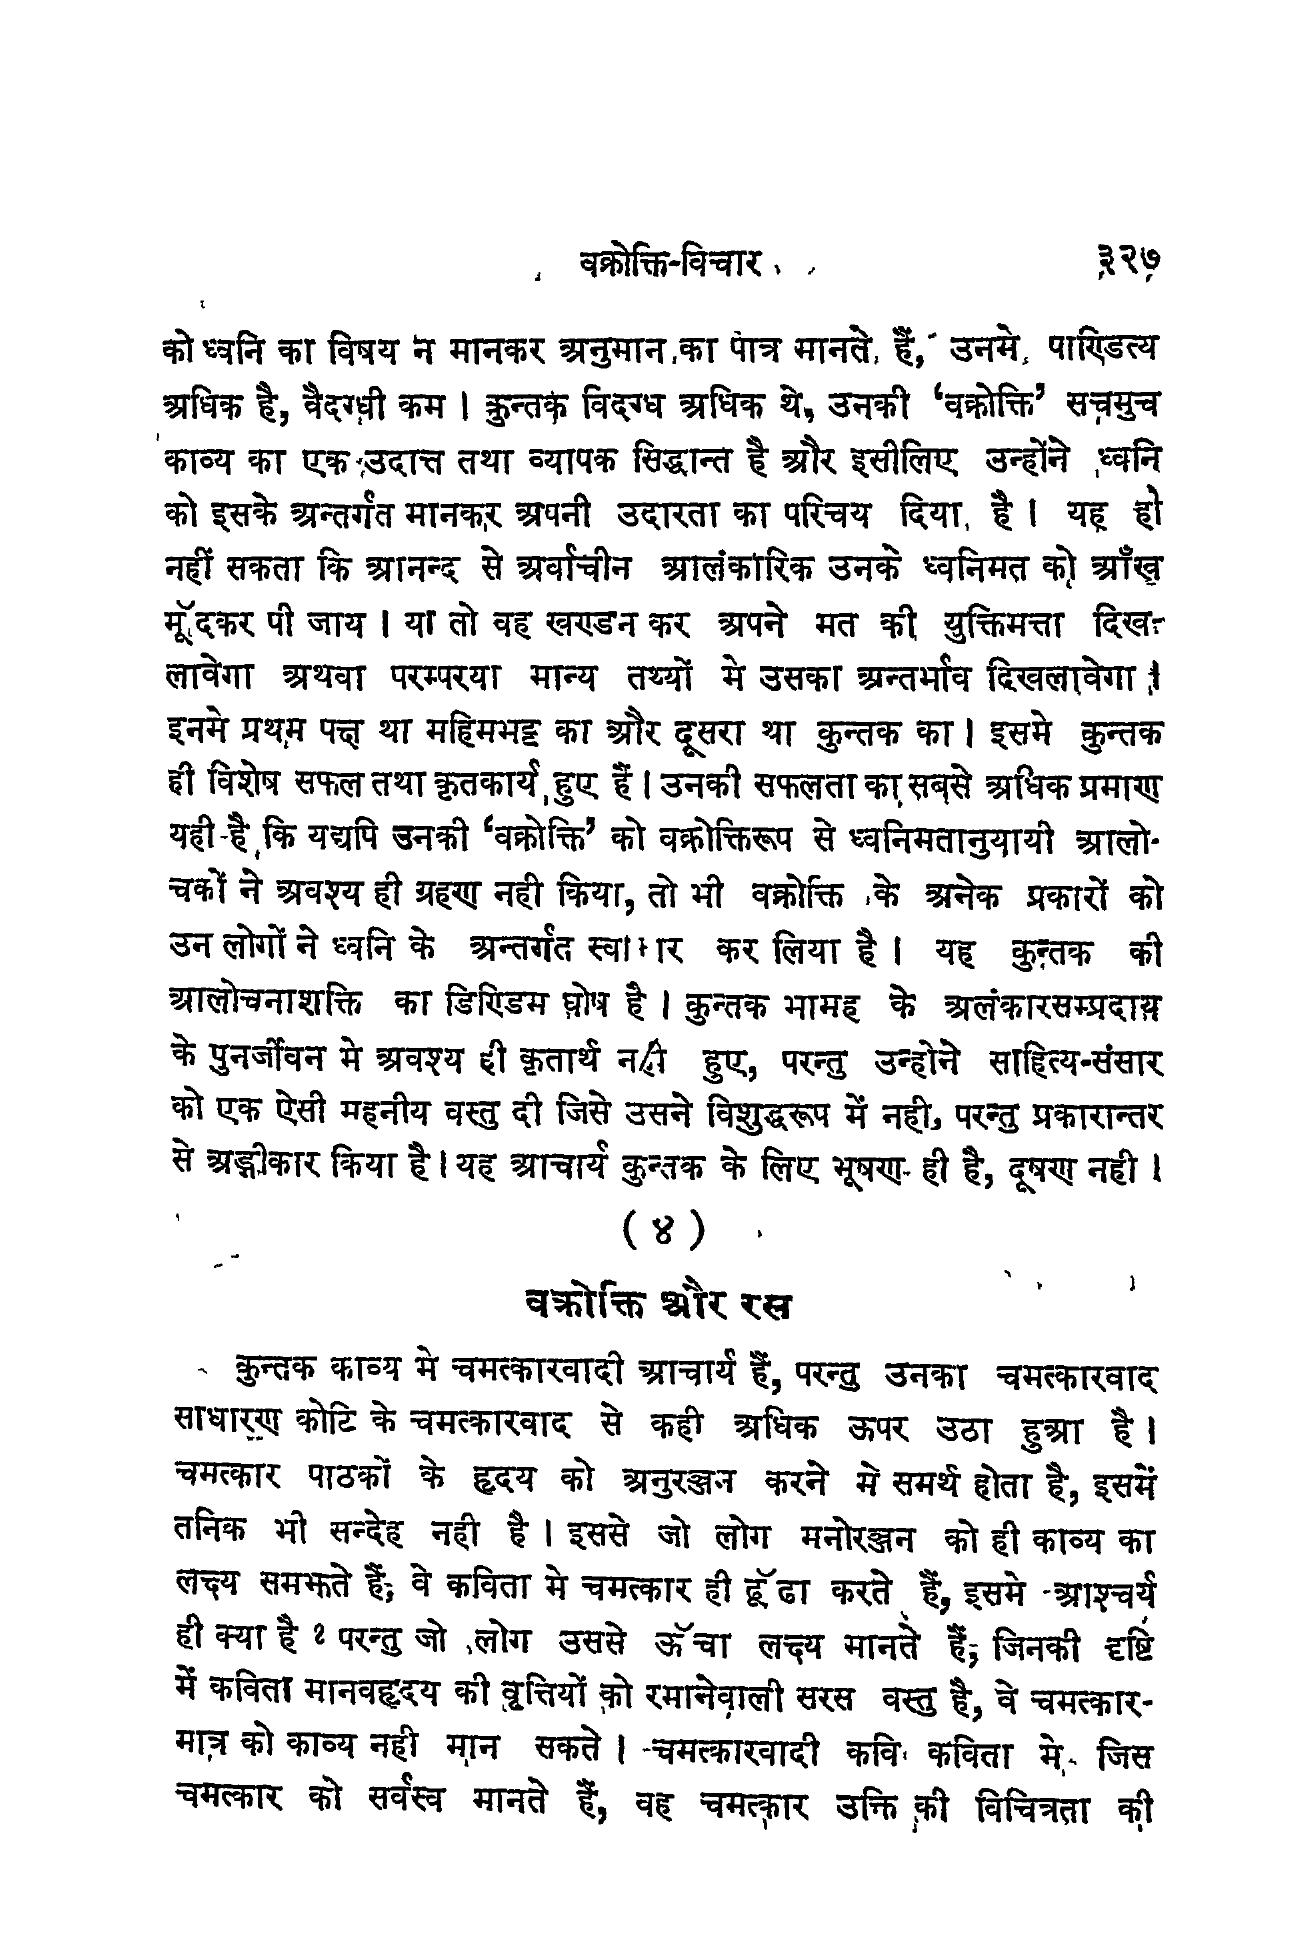 वक्रोक्ति-विचार ३२७
को ध्वनि का विषय न मानकर अनुमान का पात्र मानते हैं, उनमे पाण्डित्य
अधिक है, वैदग्धी कम । कुन्तक विदग्ध अधिक थे, उनकी ‘वक्रोक्ति’ सचमुच
काव्य का एक उदात्त तथा व्यापक सिद्धान्त है और इसीलिए उन्होंने ध्वनि
को इसके अन्तर्गत मानकर अपनी उदारता का परिचय दिया है । यह हो
नहीं सकता कि आनन्द से अर्वाचीन आलंकारिक उनके ध्वनिमत को आँख
मूँदकर पी जाय । या तो वह खण्डन कर अपने मत की युक्तिमत्ता दिख-
लावेगा अथवा परम्परया मान्य तथ्यों मे उसका अन्तर्भाव दिखलावेगा ।
इनमे प्रथम पक्ष था महिमभट्ट का और दूसरा था कुन्तक का । इसमे कुन्तक
ही विशेष सफल तथा कृतकार्य हुए हैं । उनकी सफलता का सबसे अधिक प्रमाण
यही है कि यद्यपि उनकी ‘वक्रोक्ति’ को वक्रोक्तिरूप से ध्वनिमतानुयायी आलो-
चकों ने अवश्य ही ग्रहण नही किया, तो भी वक्रोक्ति के अनेक प्रकारों को
उन लोगों ने ध्वनि के अन्तर्गत कर लिया है । यह कुन्तक की
आलोचनाशक्ति का डिण्डिम घोष है । कुन्तक भामह के अलंकारसम्प्रदाय
के पुनर्जीवन मे अवश्य ही कृतार्थ नही हुए, परन्तु उन्होने साहित्य-संसार
को एक ऐसी महनीय वस्तु दी जिसे उसने विशुद्धरूप में नही, परन्तु प्रकारान्तर
से अङ्गीकार किया है । यह आचार्य कुन्तक के लिए भूषण ही है, दूषण नही ।
( ४ )
वक्रोक्ति और रस
कुन्तक काव्य मे चमत्कारवादी आचार्य हैं, परन्तु उनका चमत्कारवाद
साधारण कोटि के चमत्कारवाद से कही अधिक ऊपर उठा हुआ है ।
चमत्कार पाठकों के हृदय को अनुरञ्जन करने मे समर्थ होता है, इसमें
तनिक भी सन्देह नही है । इससे जो लोग मनोरञ्जन को ही काव्य का
लक्ष्य समझते हैं; वे कविता मे चमत्कार ही ढूँढा करते हैं, इसमे आश्चर्य
ही क्या है ? परन्तु जो लोग उससे ऊँचा लक्ष्य मानते हैं; जिनकी दृष्टि
में कविता मानवहृदय की वृत्तियों को रमानेवाली सरस वस्तु है, वे चमत्कार-
मात्र को काव्य नही मान सकते । चमत्कारवादी कवि कविता मे जिस
चमत्कार को सर्वस्व मानते हैं, वह चमत्कार उक्ति की विचित्रता की